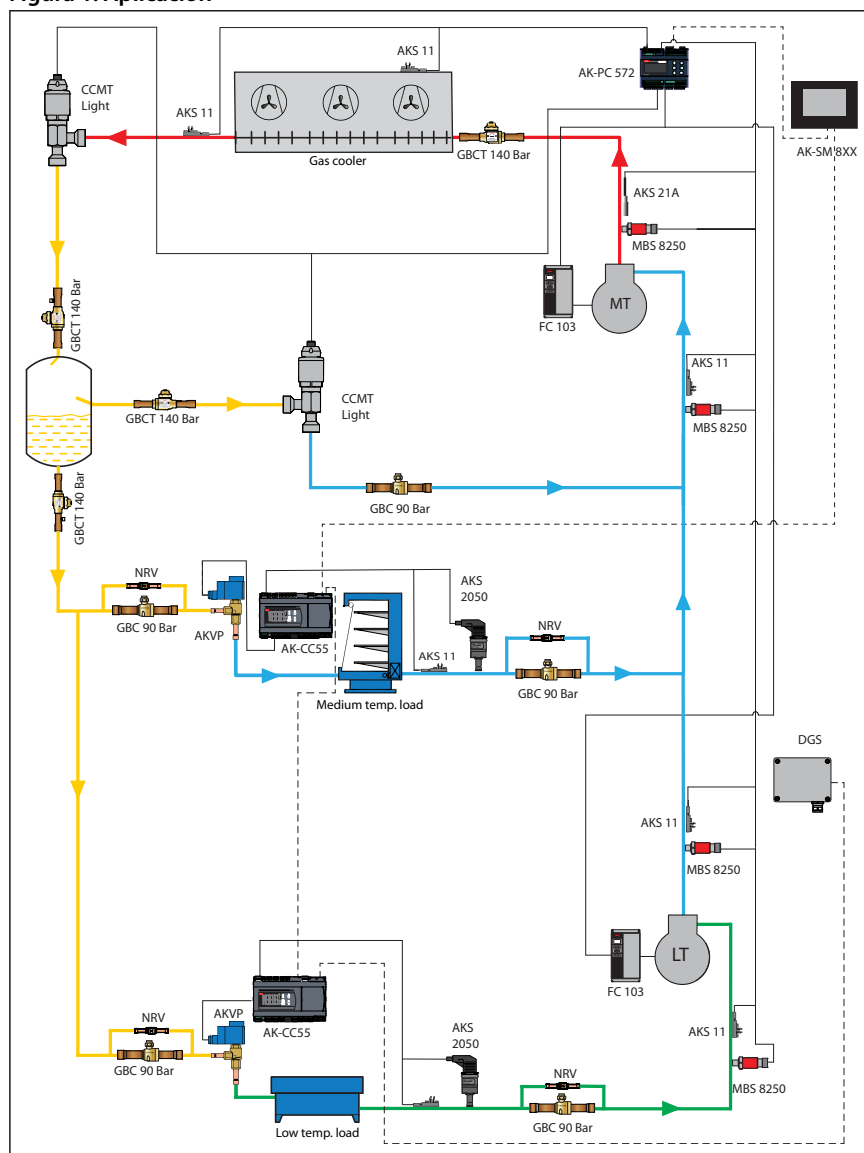 Figura 1: Aplicación
CCMT
Light
AKS 11
AKS 11
AK-PC 572
AK-SM 8XX
Gas cooler
GBCT 140 Bar
AKS 21A
MBS 8250
FC 103
MT
GBCT 140 Bar
CCMT
Light
GBCT 140 Bar
AKS 11
MBS 8250
GBCT 140 Bar
GBC 90 Bar
NRV
GBC 90 Bar
AKVP
AK-CC55
Medium temp. load
AKS 11
AKS
2050
NRV
GBC 90 Bar
DGS
AKS 11
MBS 8250
FC 103
LT
NRV
GBC 90 Bar
AKVP
AK-CC55
Low temp. load
AKS
2050
NRV
GBC 90 Bar
AKS 11
MBS 8250